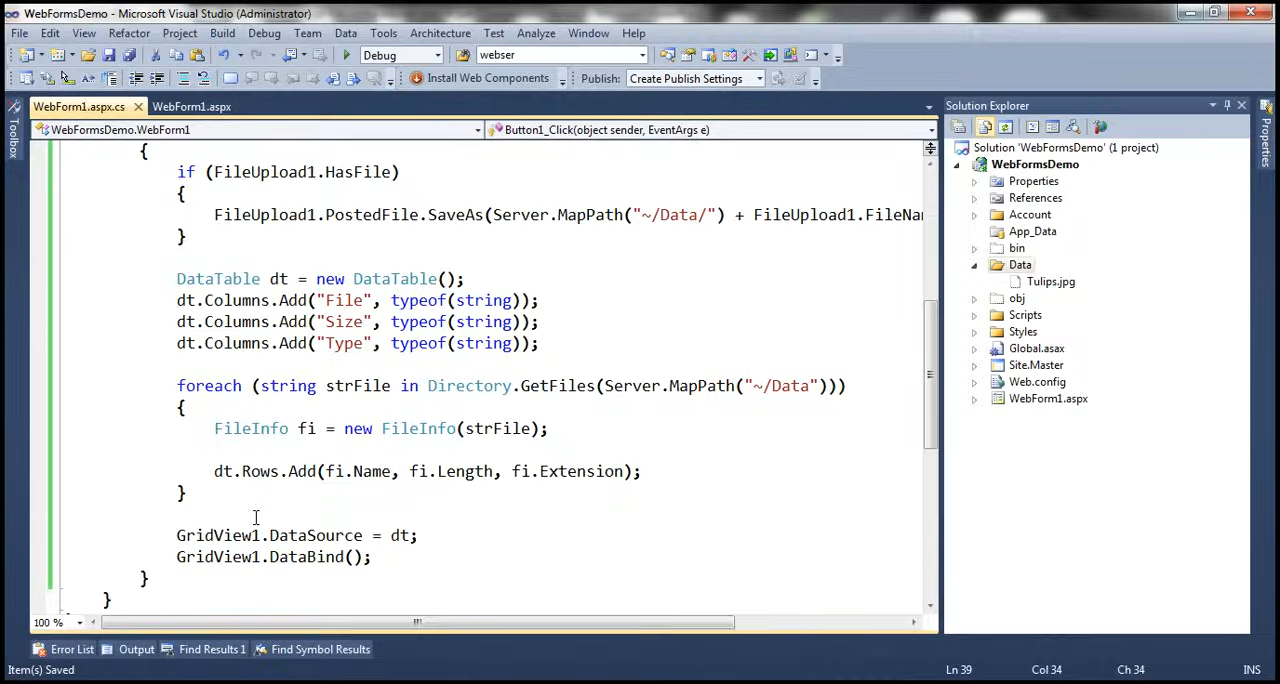 WebFormsDemo - Microsoft Visual Studio (Administrator)
File Edit View Refactor Project Build Debug Team Data Tools Architecture Test Analyze Window Help
Debug webser
Install Web Components Publish: Create Publish Settings
WebForm1.aspx.cs WebForm1.aspx
WebFormsDemo.WebForm1 Button1_Click(object sender, EventArgs e)
Toolbox
{
if (FileUpload1.HasFile)
{
FileUpload1.PostedFile.SaveAs(Server.MapPath("~/Data/") + FileUpload1.FileNam
}
DataTable dt = new DataTable();
dt.Columns.Add("File", typeof(string));
dt.Columns.Add("Size", typeof(string));
dt.Columns.Add("Type", typeof(string));
foreach (string strFile in Directory.GetFiles(Server.MapPath("~/Data")))
{
FileInfo fi = new FileInfo(strFile);
dt.Rows.Add(fi.Name, fi.Length, fi.Extension);
}
GridView1.DataSource = dt;
GridView1.DataBind();
}
}
100 %
Solution Explorer
Solution 'WebFormsDemo' (1 project)
WebFormsDemo
Properties
References
Account
App_Data
bin
Data
Tulips.jpg
obj
Scripts
Styles
Global.asax
Site.Master
Web.config
WebForm1.aspx
Properties
Error List Output Find Results 1 Find Symbol Results
Item(s) Saved Ln 39 Col 34 Ch 34 INS